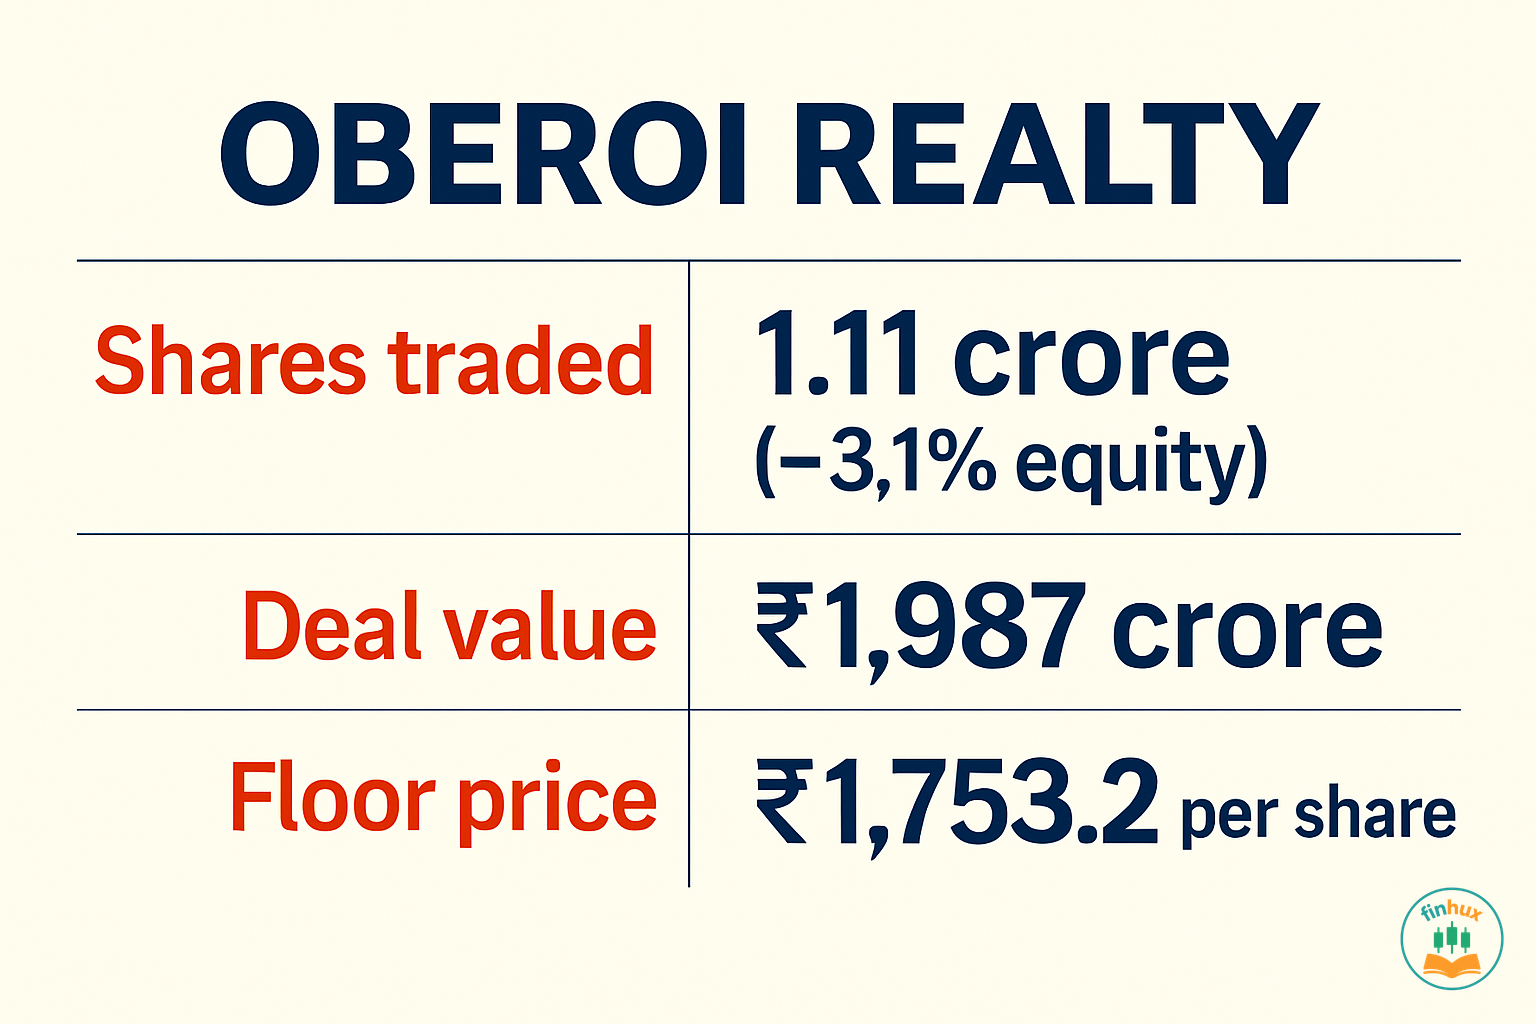 OBEROI REALTY
Shares traded
1.11 crore
(–3,1% equity)
Deal value
₹1,987 crore
Floor price
₹1,753.2 per share
finhux